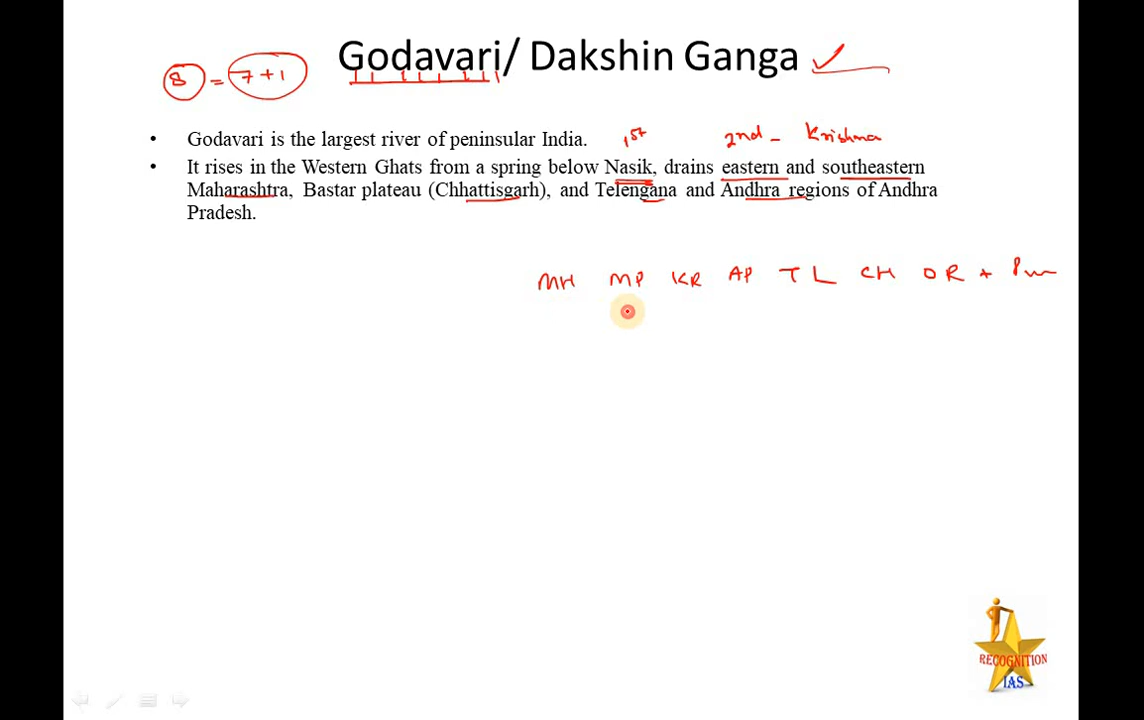 Godavari/ Dakshin Ganga
8 = 7+1
• Godavari is the largest river of peninsular India. 1st 2nd - Krishna
• It rises in the Western Ghats from a spring below Nasik, drains eastern and southeastern
Maharashtra, Bastar plateau (Chhattisgarh), and Telengana and Andhra regions of Andhra
Pradesh.
MH MP KR AP TL CH OR +
RECOGNITION
IAS